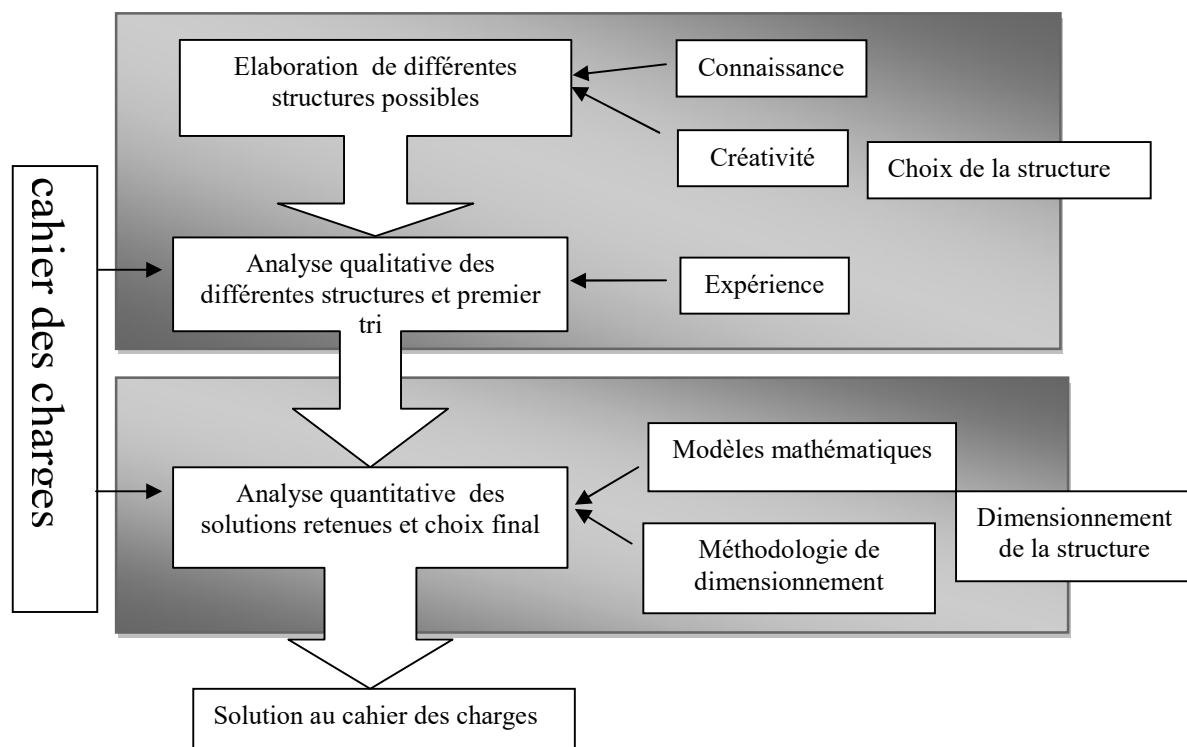 Elaboration de différentes
structures possibles
Connaissance
Créativité
Choix de la structure
cahier des charges
Analyse qualitative des
différentes structures et premier
tri
Expérience
Modèles mathématiques
Analyse quantitative des
solutions retenues et choix final
Dimensionnement
de la structure
Méthodologie de
dimensionnement
Solution au cahier des charges